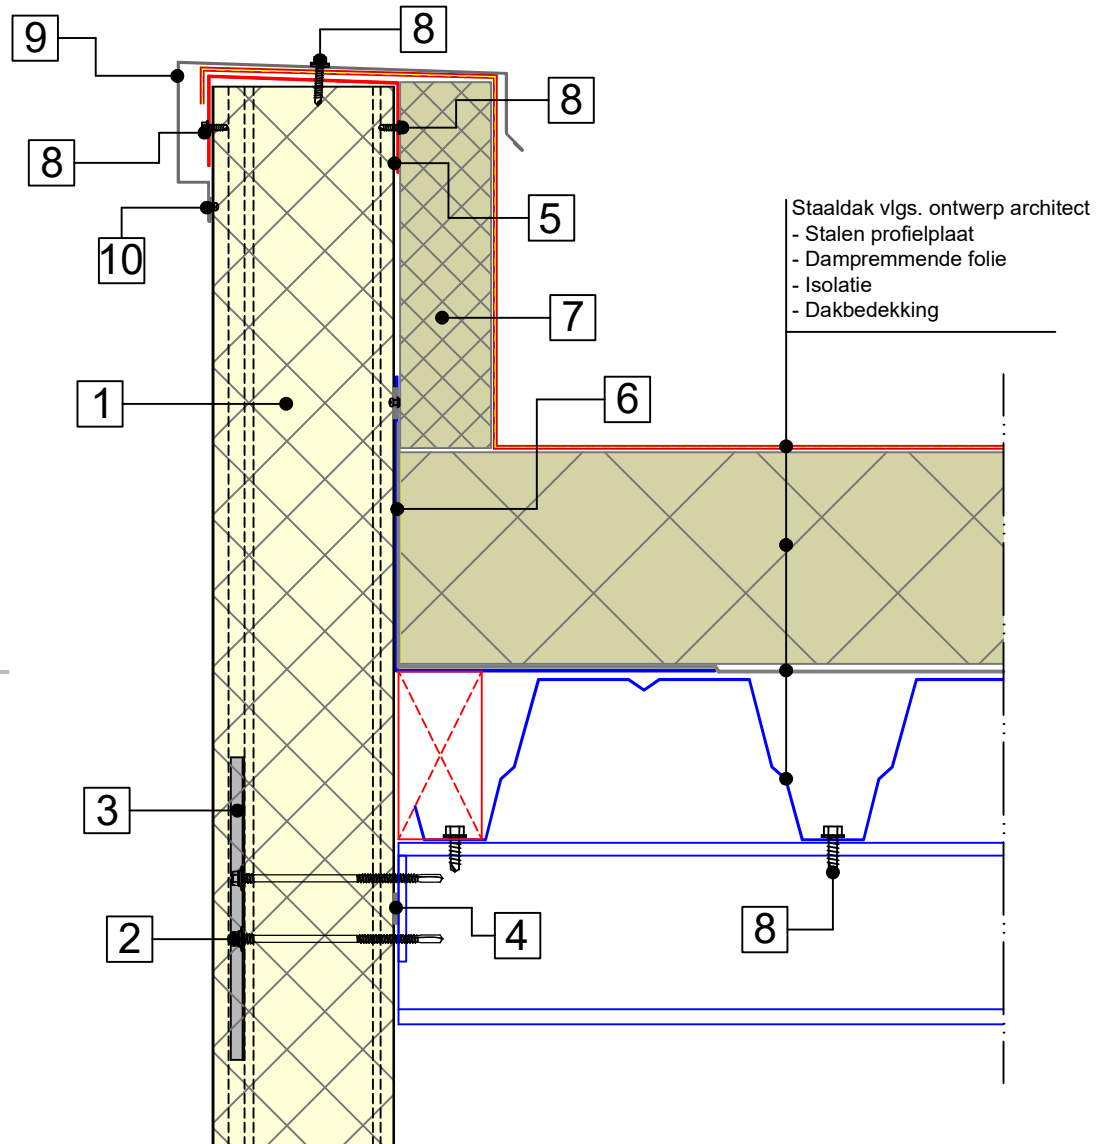 8
9
8
8
5
10
Staaldak vlgs. ontwerp architect
- Stalen profielplaat
- Dampremmende folie
- Isolatie
- Dakbedekking
7
1
6
3
2
4
8